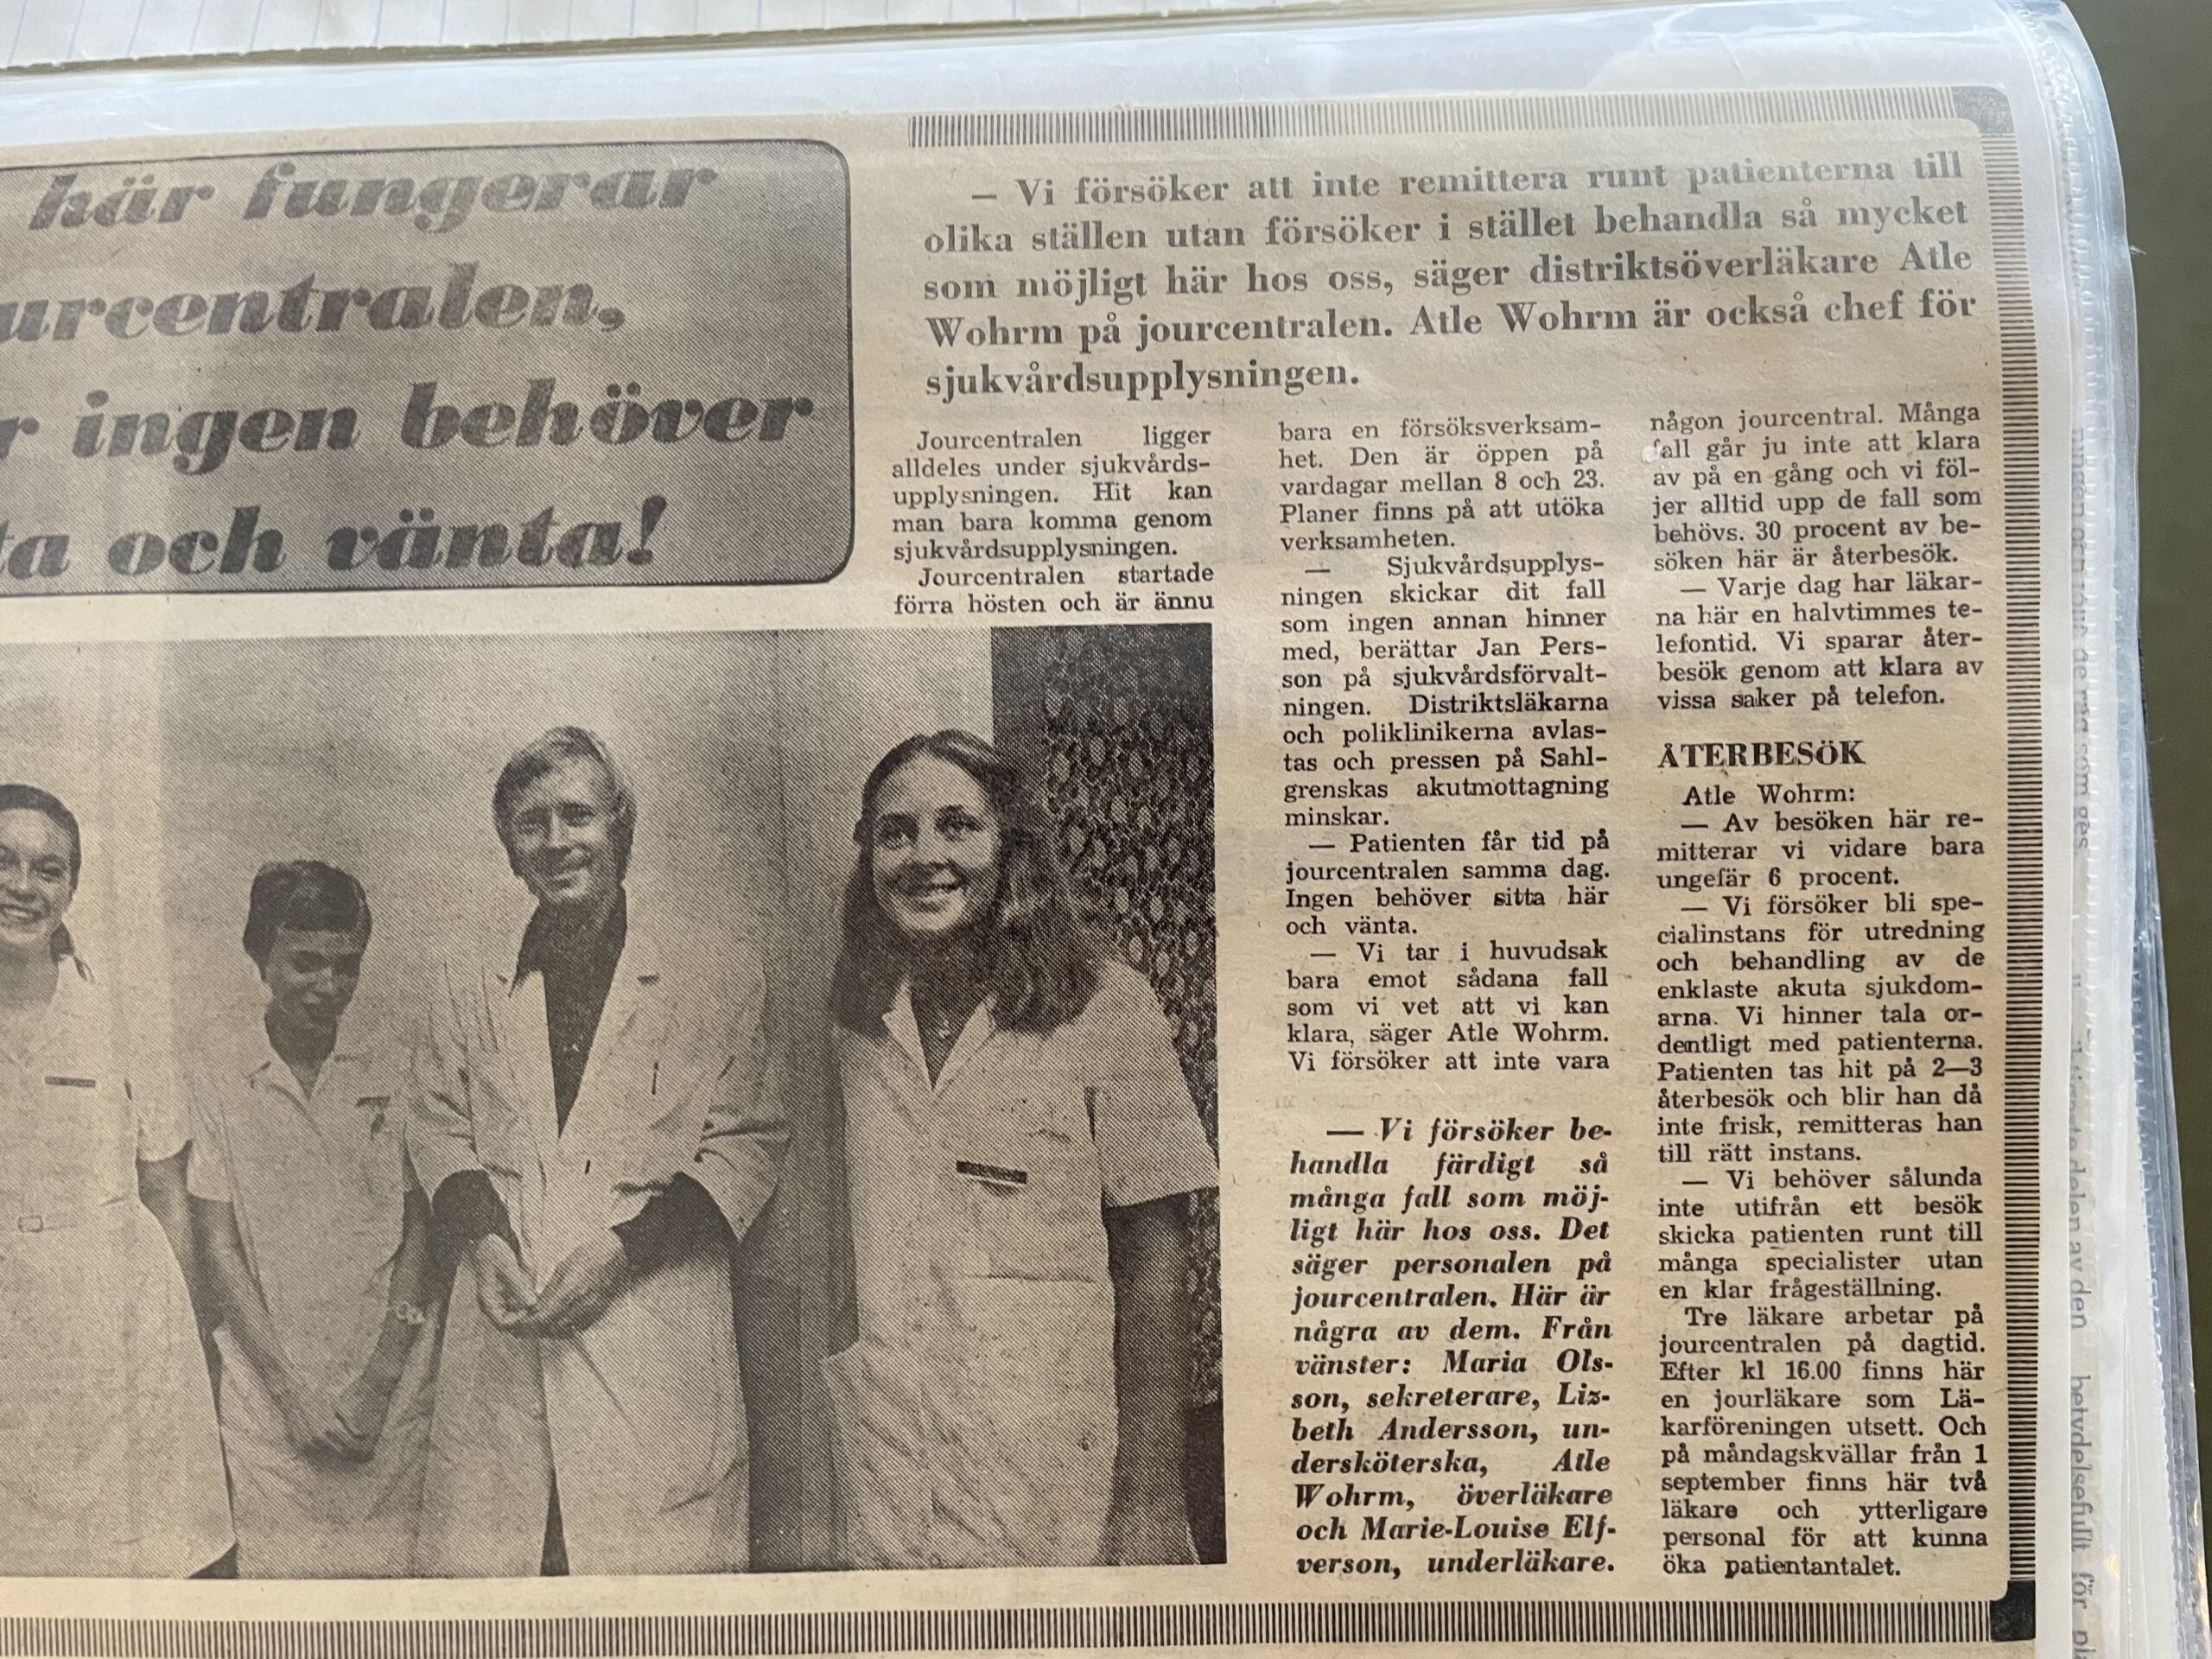 här fungerar
urcentralen,
r ingen behöver
ta och vänta!
— Vi försöker att inte remittera runt patienterna till
olika ställen utan försöker i stället behandla så mycket
som möjligt här hos oss, säger distriktsöverläkare Atle
Wohrm på jourcentralen. Atle Wohrm är också chef för
sjukvårdsupplysningen.
Jourcentralen ligger
alldeles under sjukvårds-
upplysningen. Hit kan
man bara komma genom
sjukvårdsupplysningen.
Jourcentralen startade
förra hösten och är ännu
bara en försöksverksam-
het. Den är öppen på
vardagar mellan 8 och 23.
Planer finns på att utöka
verksamheten.
— Sjukvårdsupplys-
ningen skickar dit fall
som ingen annan hinner
med, berättar Jan Pers-
son på sjukvårdsförvalt-
ningen. Distriktsläkarna
och poliklinikerna avlas-
tas och pressen på Sahl-
grenskas akutmottagning
minskar.
— Patienten får tid på
jourcentralen samma dag.
Ingen behöver sitta här
och vänta.
— Vi tar i huvudsak
bara emot sådana fall
som vi vet att vi kan
klara, säger Atle Wohrm.
Vi försöker att inte vara
någon jourcentral. Många
fall går ju inte att klara
av på en gång och vi föl-
jer alltid upp de fall som
behövs. 30 procent av be-
söken här är återbesök.
— Varje dag har läkar-
na här en halvtimmes te-
lefontid. Vi sparar åter-
besök genom att klara av
vissa saker på telefon.
ÅTERBESÖK
Atle Wohrm:
— Av besöken här re-
mitterar vi vidare bara
ungefär 6 procent.
— Vi försöker bli spe-
cialinstans för utredning
och behandling av de
enklaste akuta sjukdom-
arna. Vi hinner tala or-
dentligt med patienterna.
Patienten tas hit på 2—3
återbesök och blir han då
inte frisk, remitteras han
till rätt instans.
— Vi behöver sålunda
inte utifrån ett besök
skicka patienten runt till
många specialister utan
en klar frågeställning.
Tre läkare arbetar på
jourcentralen på dagtid.
Efter kl 16.00 finns här
en jourläkare som Lä-
karföreningen utsett. Och
på måndagskvällar från 1
september finns här två
läkare och ytterligare
personal för att kunna
öka patientantalet.
— Vi försöker be-
handla färdigt så
många fall som möj-
ligt här hos oss. Det
säger personalen på
jourcentralen. Här är
några av dem. Från
vänster: Maria Ols-
son, sekreterare, Liz-
beth Andersson, un-
dersköterska, Atle
Wohrm, överläkare
och Marie-Louise Elf-
verson, underläkare.
de råd som ges
delen av den betydelsefullt för